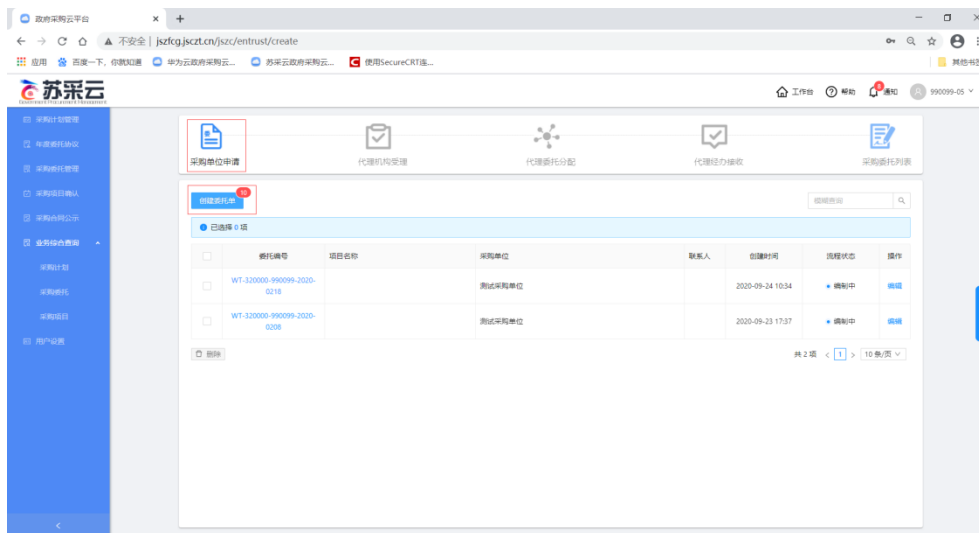 政府采购云平台
不安全 | jszfcg.jsczt.cn/jszc/entrust/create
应用 百度一下,你就知道 华为云政府采购云... 苏采云政府采购云... 使用SecureCRT连... 其他书签
苏采云
工作台 帮助 8 通知 990099-05
采购计划管理
年度委托协议
采购委托管理
采购项目确认
采购合同公示
业务综合查询
采购计划
采购委托
采购项目
用户设置
采购单位申请 代理机构受理 代理委托分配 代理经办接收 采购委托列表
创建委托单 10 模糊查询
已选择 0 项
委托编号 项目名称 采购单位 联系人 创建时间 流程状态 操作
WT-320000-990099-2020-0218 测试采购单位 2020-09-24 10:34 编制中 编辑
WT-320000-990099-2020-0208 测试采购单位 2020-09-23 17:37 编制中 编辑
删除 共 2 项 < 1 > 10 条/页